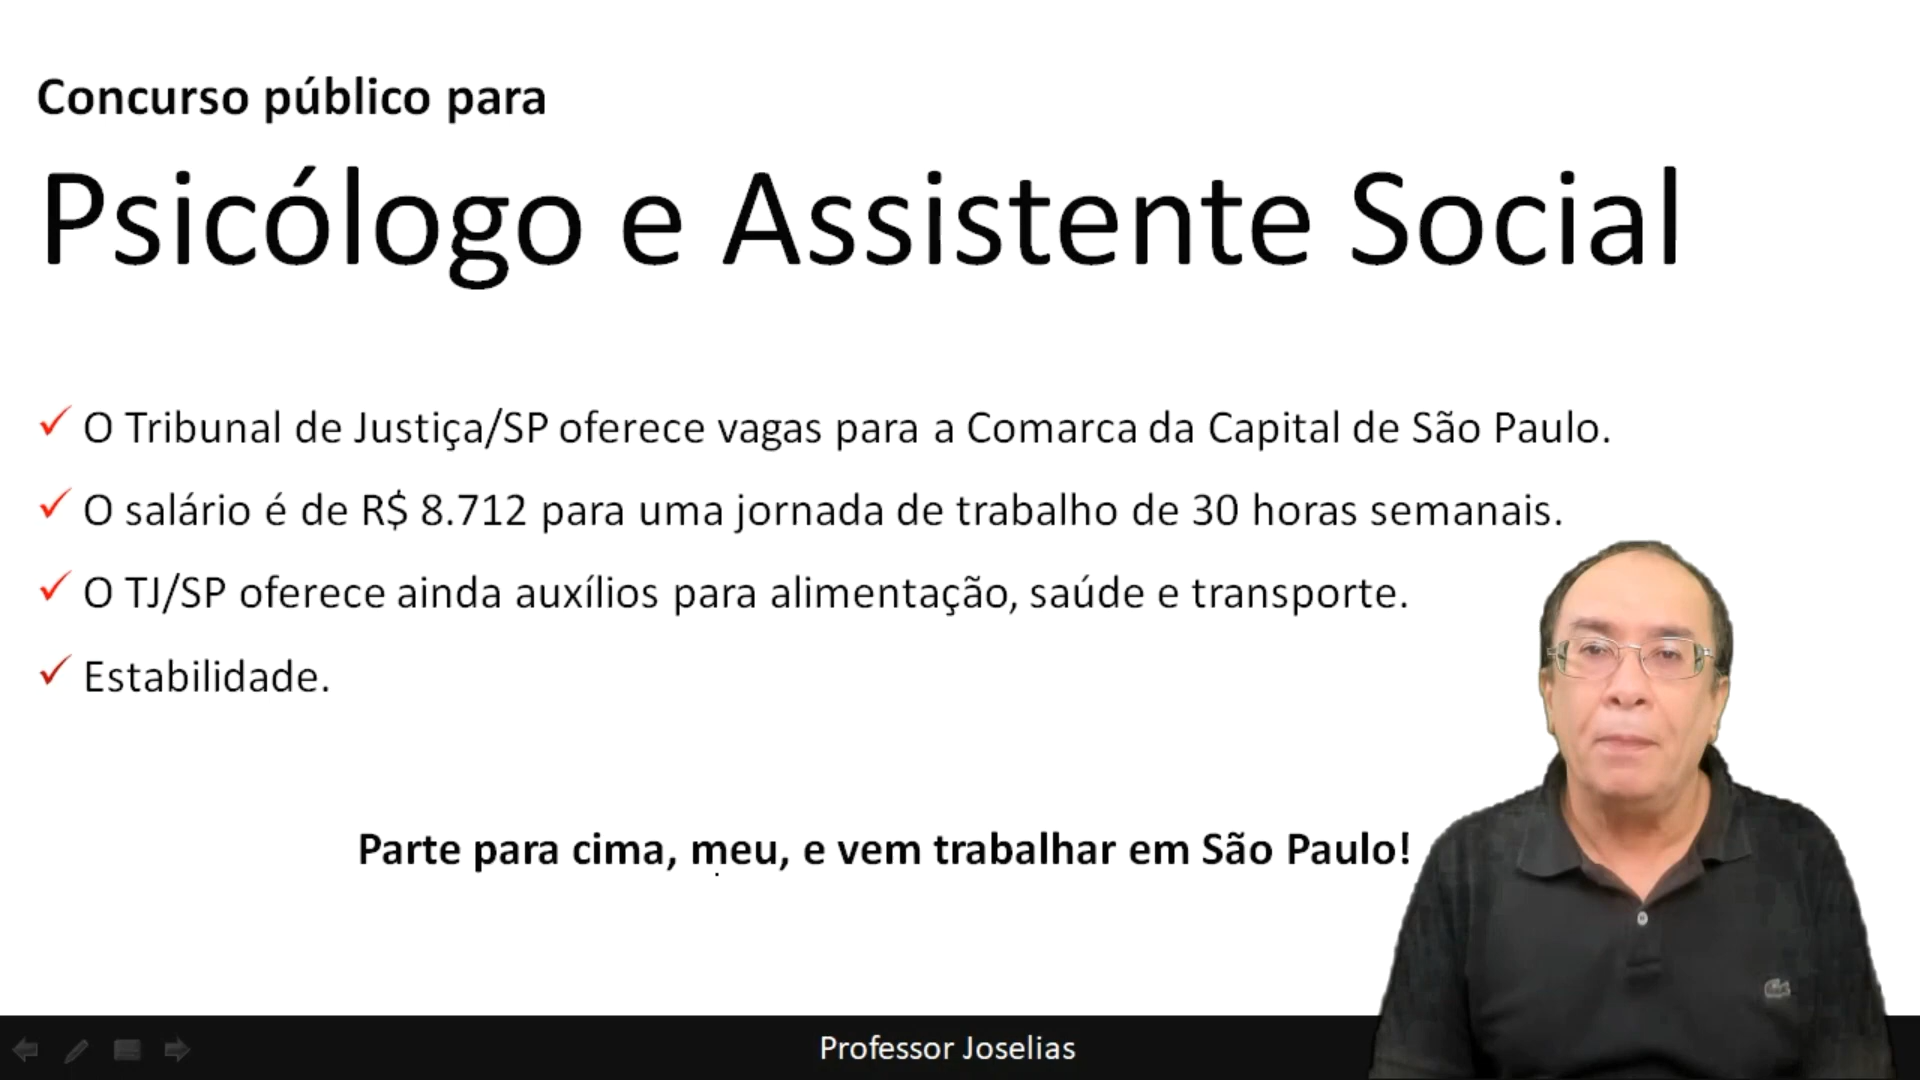 Concurso público para
Psicólogo e Assistente Social
O Tribunal de Justiça/SP oferece vagas para a Comarca da Capital de São Paulo.
O salário é de R$ 8.712 para uma jornada de trabalho de 30 horas semanais.
O TJ/SP oferece ainda auxílios para alimentação, saúde e transporte.
Estabilidade.
Parte para cima, meu, e vem trabalhar em São Paulo!
Professor Joselias